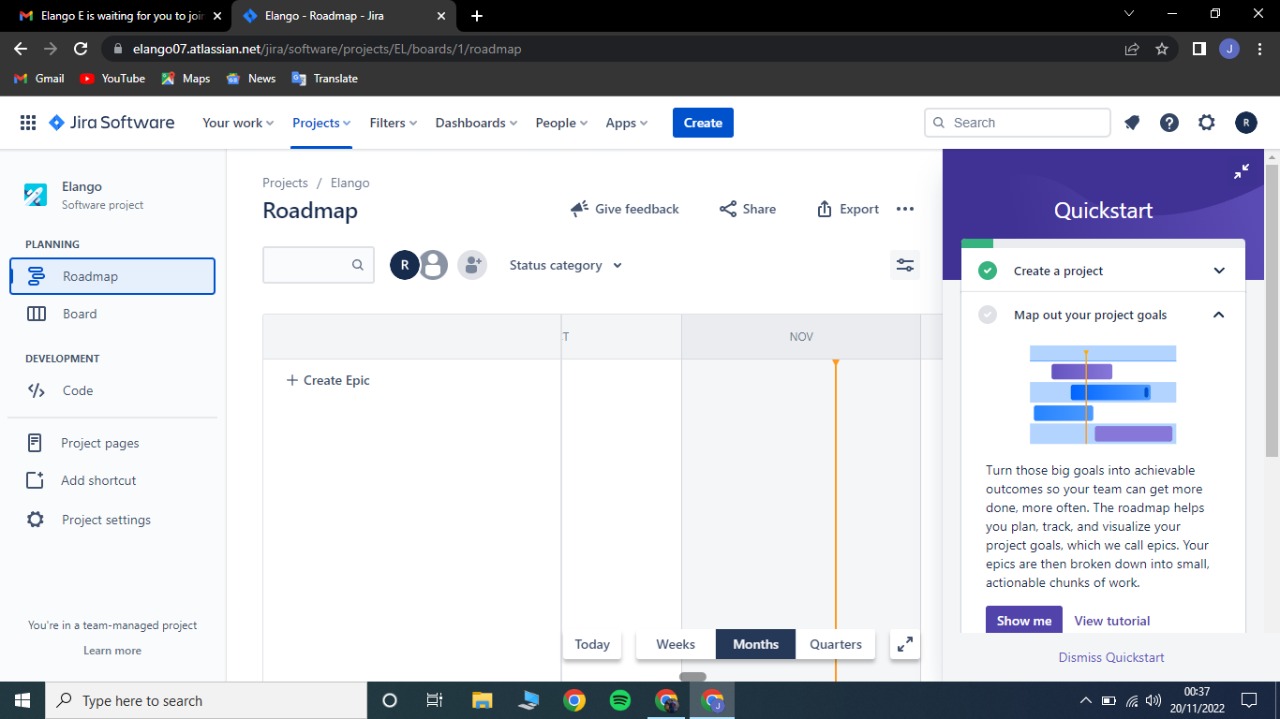 Elango E is waiting for you to join
Elango - Roadmap - Jira
elango07.atlassian.net/jira/software/projects/EL/boards/1/roadmap
J
Gmail
YouTube
Maps
News
Translate
Jira Software
Your work
Projects
Filters
Dashboards
People
Apps
Create
Search
R
Elango
Software project
PLANNING
Roadmap
Board
DEVELOPMENT
Code
Project pages
Add shortcut
Project settings
You're in a team-managed project
Learn more
Projects / Elango
Roadmap
Give feedback
Share
Export
R
Status category
T
NOV
+ Create Epic
Today
Weeks
Months
Quarters
Quickstart
Create a project
Map out your project goals
Turn those big goals into achievable
outcomes so your team can get more
done, more often. The roadmap helps
you plan, track, and visualize your
project goals, which we call epics. Your
epics are then broken down into small,
actionable chunks of work.
Show me
View tutorial
Dismiss Quickstart
Type here to search
J
00:37
20/11/2022